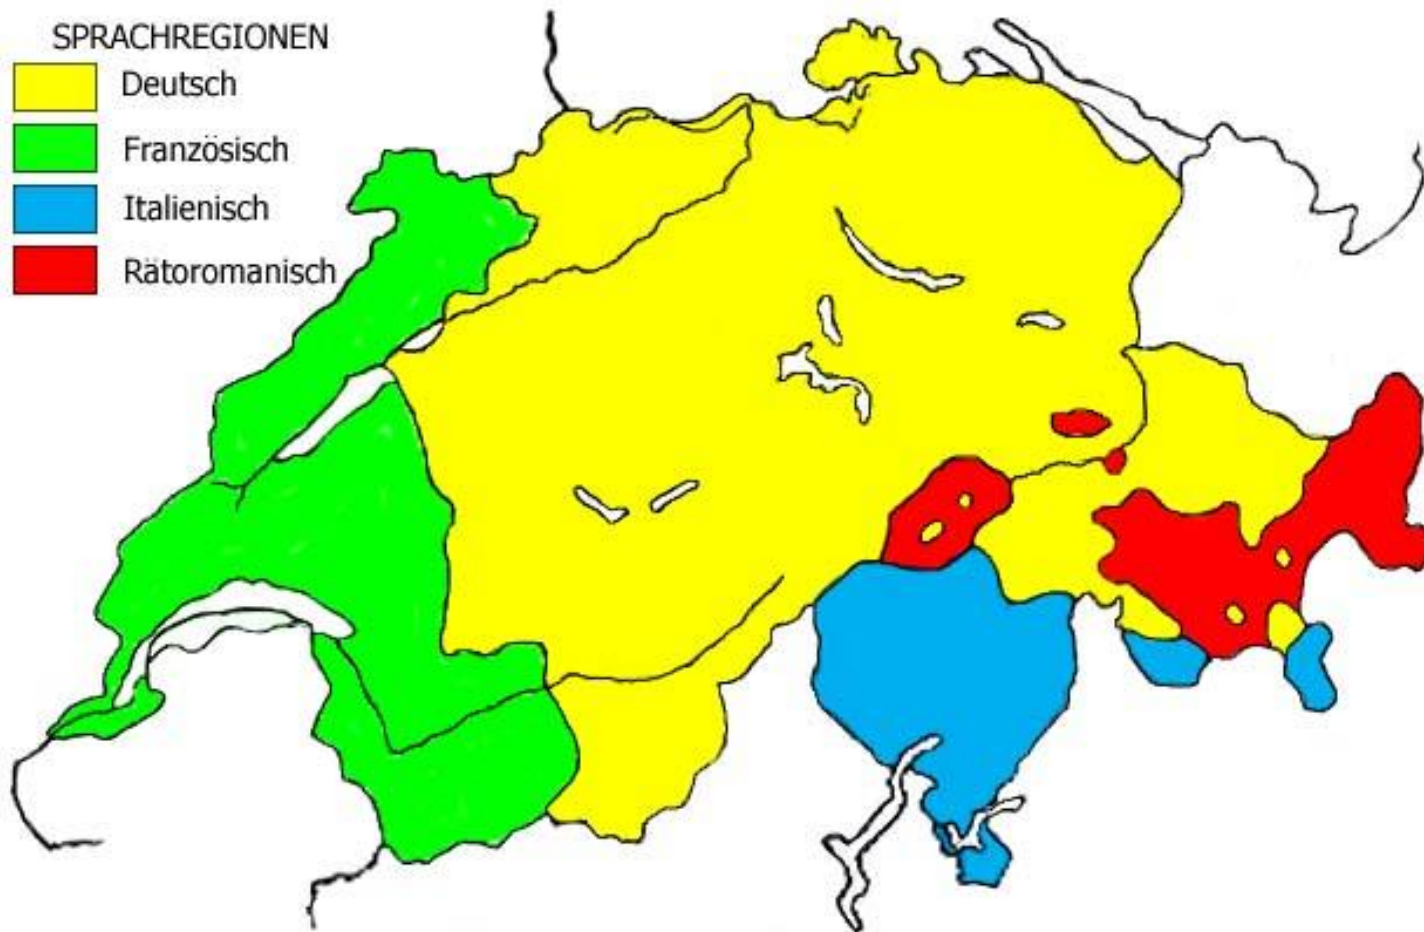 SPRACHREGIONEN
Deutsch
Französisch
Italienisch
Rätoromanisch